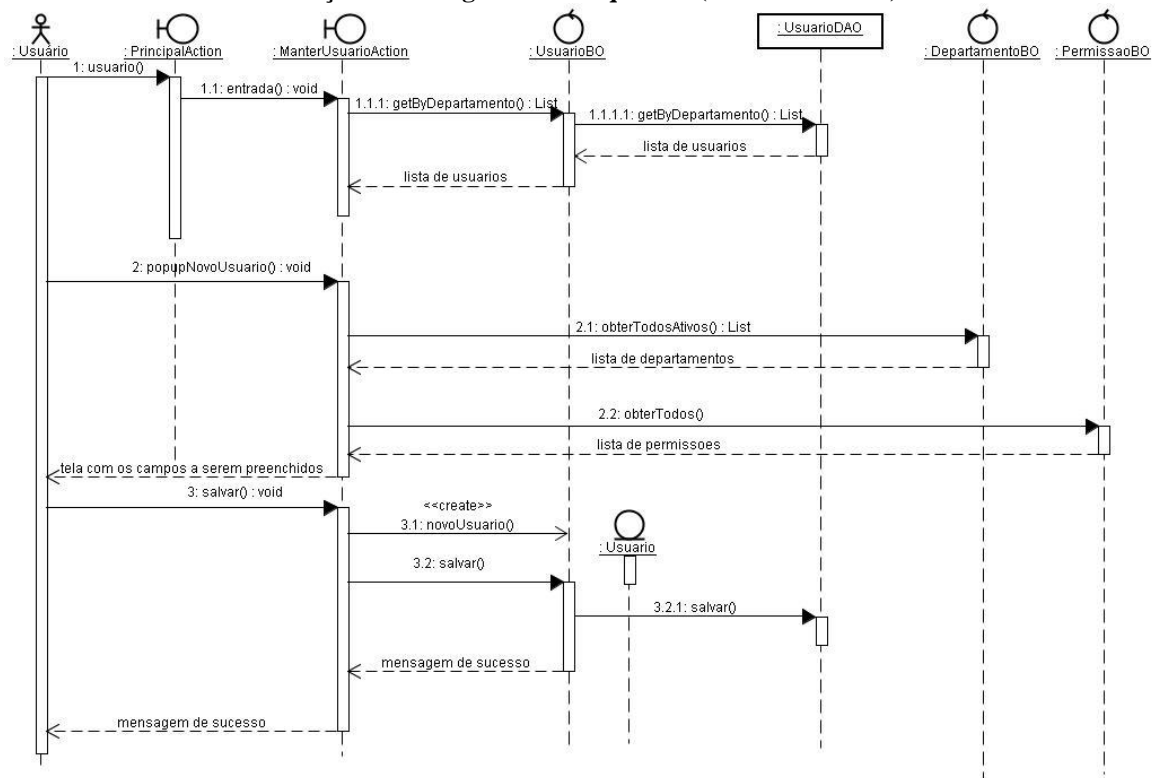 : Usuário
: PrincipalAction
: ManterUsuarioAction
: UsuarioBO
: UsuarioDAO
: DepartamentoBO
: PermissaoBO
1: usuario()
1.1: entrada() : void
1.1.1: getByDepartamento() : List
1.1.1.1: getByDepartamento() : List
lista de usuarios
lista de usuarios
2: popupNovoUsuario() : void
2.1: obterTodosAtivos() : List
lista de departamentos
2.2: obterTodos()
lista de permissoes
tela com os campos a serem preenchidos
3: salvar() : void
<<create>>
3.1: novoUsuario()
: Usuario
3.2: salvar()
3.2.1: salvar()
mensagem de sucesso
mensagem de sucesso